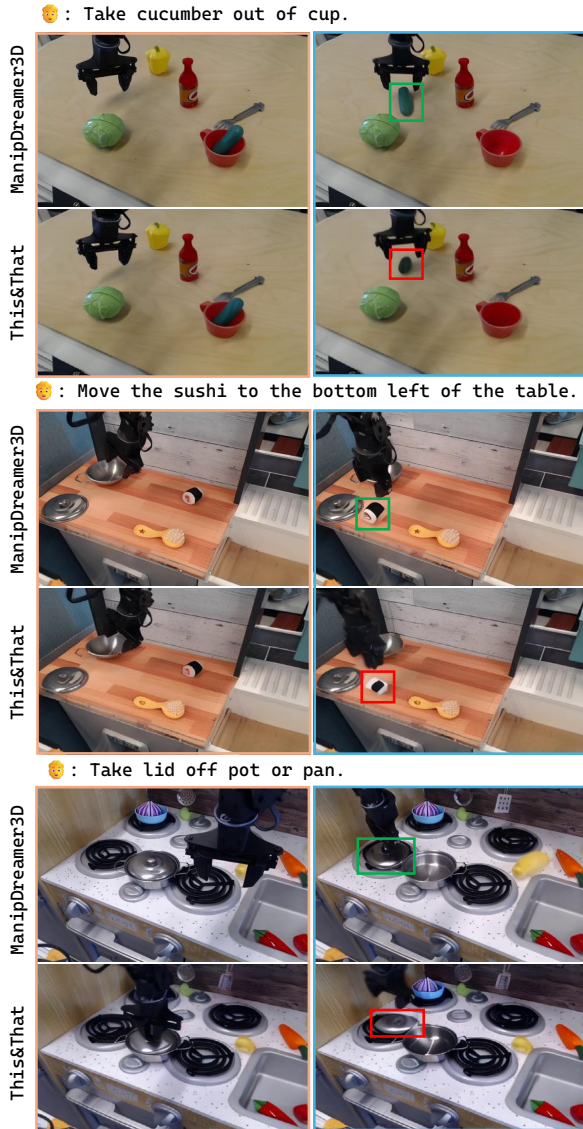 : Take cucumber out of cup.
ManipDreamer3D
This&That
: Move the sushi to the bottom left of the table.
ManipDreamer3D
This&That
: Take lid off pot or pan.
ManipDreamer3D
This&That